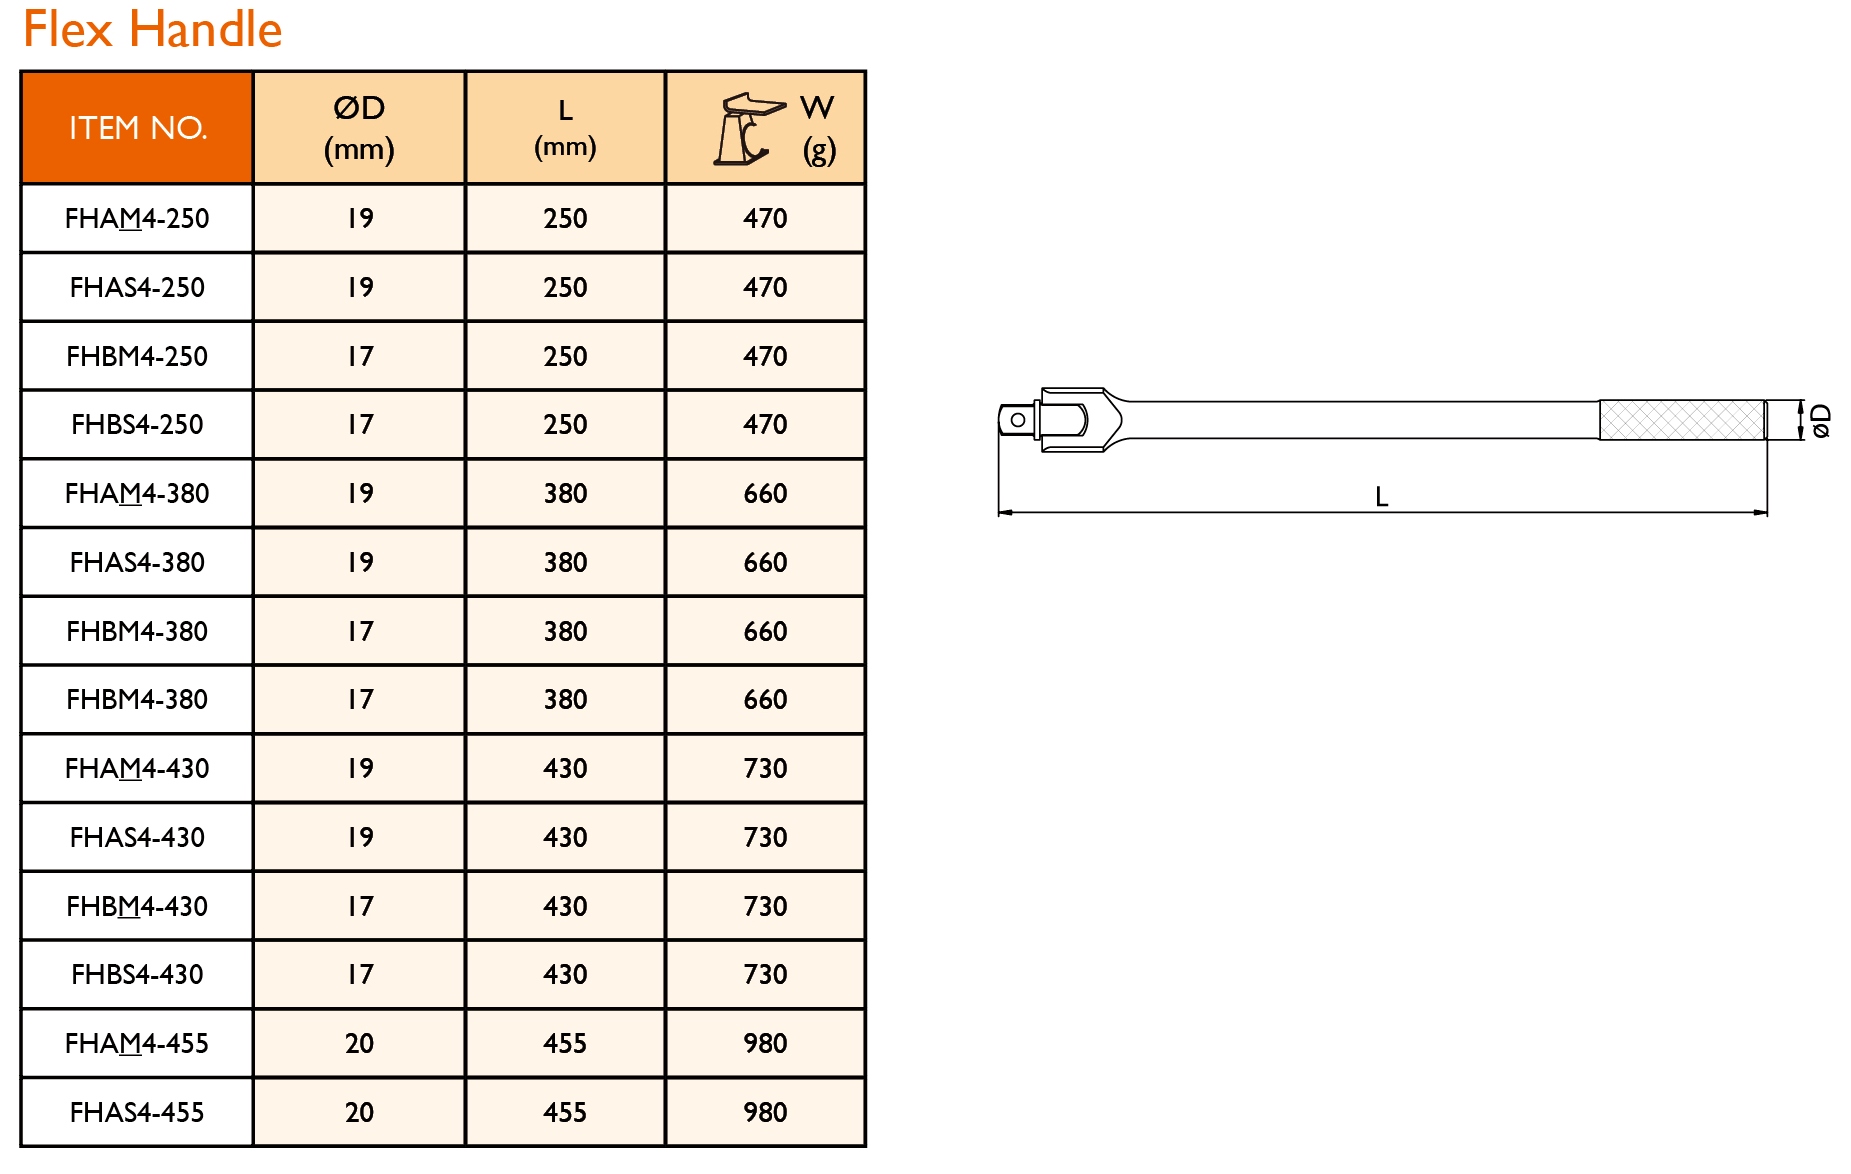 Flex Handle
ITEM NO. ØD (mm) L (mm) W (g)
FHAM4-250 19 250 470
FHAS4-250 19 250 470
FHBM4-250 17 250 470
FHBS4-250 17 250 470
FHAM4-380 19 380 660
FHAS4-380 19 380 660
FHBM4-380 17 380 660
FHBM4-380 17 380 660
FHAM4-430 19 430 730
FHAS4-430 19 430 730
FHBM4-430 17 430 730
FHBS4-430 17 430 730
FHAM4-455 20 455 980
FHAS4-455 20 455 980
øD
L